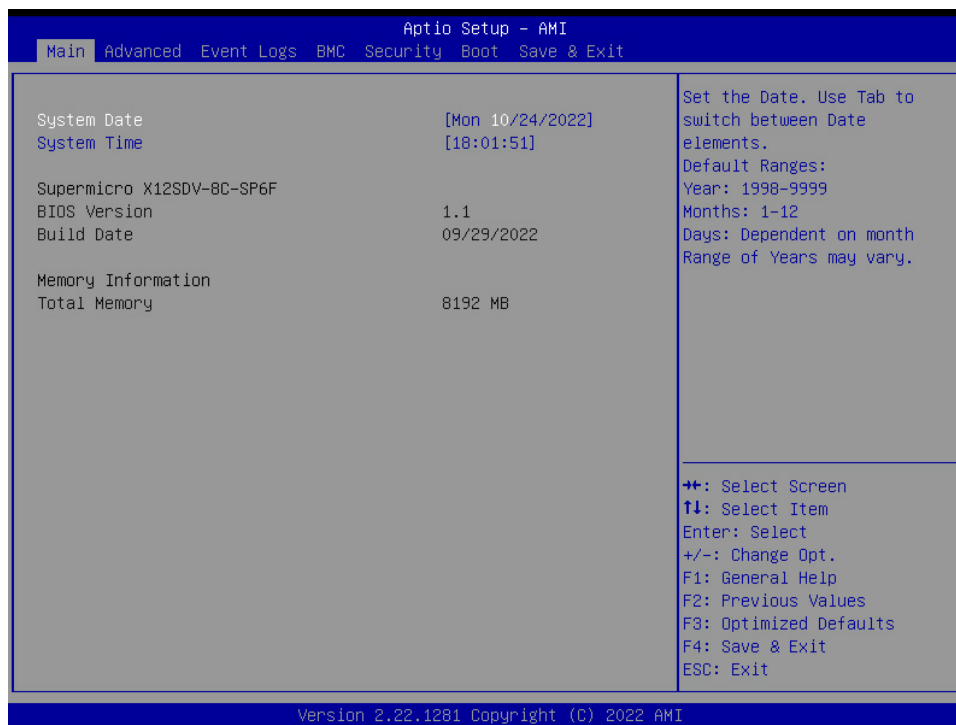 Aptio Setup - AMI
Main Advanced Event Logs BMC Security Boot Save & Exit
System Date [Mon 10/24/2022]
System Time [18:01:51]
Supermicro X12SDV-8C-SP6F
BIOS Version 1.1
Build Date 09/29/2022
Memory Information
Total Memory 8192 MB
Set the Date. Use Tab to
switch between Date
elements.
Default Ranges:
Year: 1998-9999
Months: 1-12
Days: Dependent on month
Range of Years may vary.
→←: Select Screen
↑↓: Select Item
Enter: Select
+/-: Change Opt.
F1: General Help
F2: Previous Values
F3: Optimized Defaults
F4: Save & Exit
ESC: Exit
Version 2.22.1281 Copyright (C) 2022 AMI